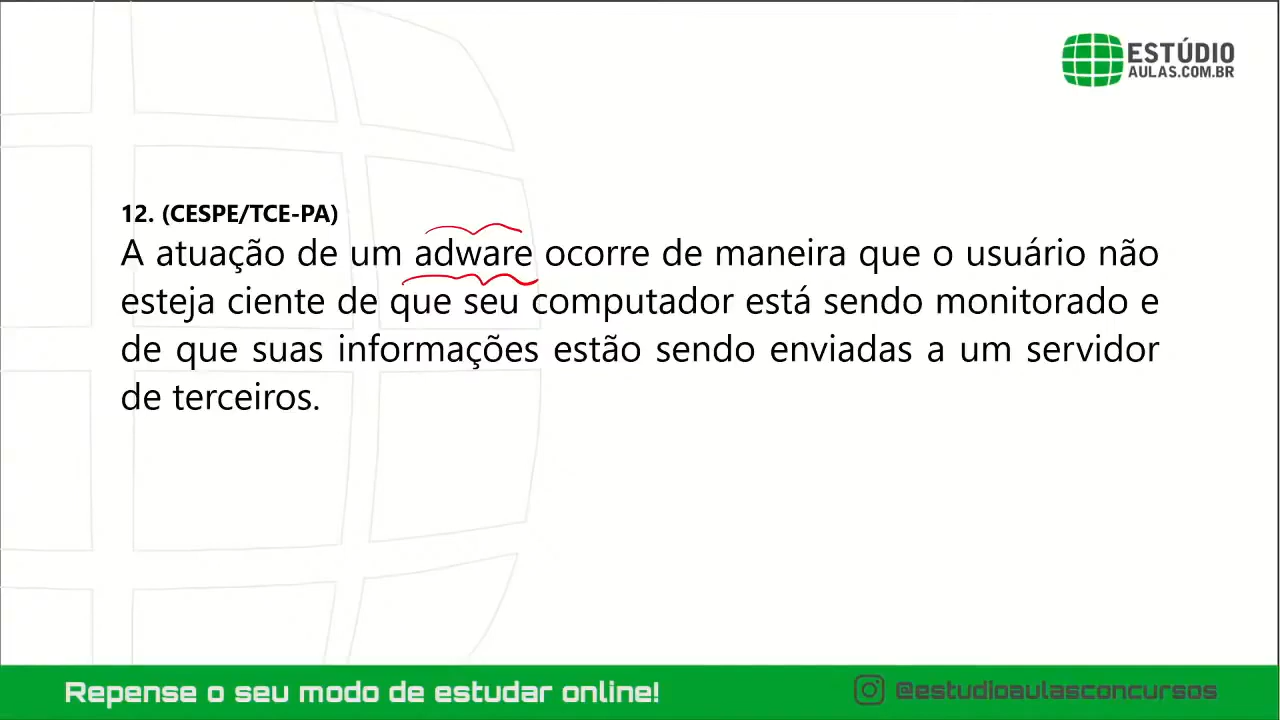 ESTÚDIO
AULAS.COM.BR
12. (CESPE/TCE-PA)
A atuação de um adware ocorre de maneira que o usuário não
esteja ciente de que seu computador está sendo monitorado e
de que suas informações estão sendo enviadas a um servidor
de terceiros.
Repense o seu modo de estudar online!
@estudioaulasconcursos